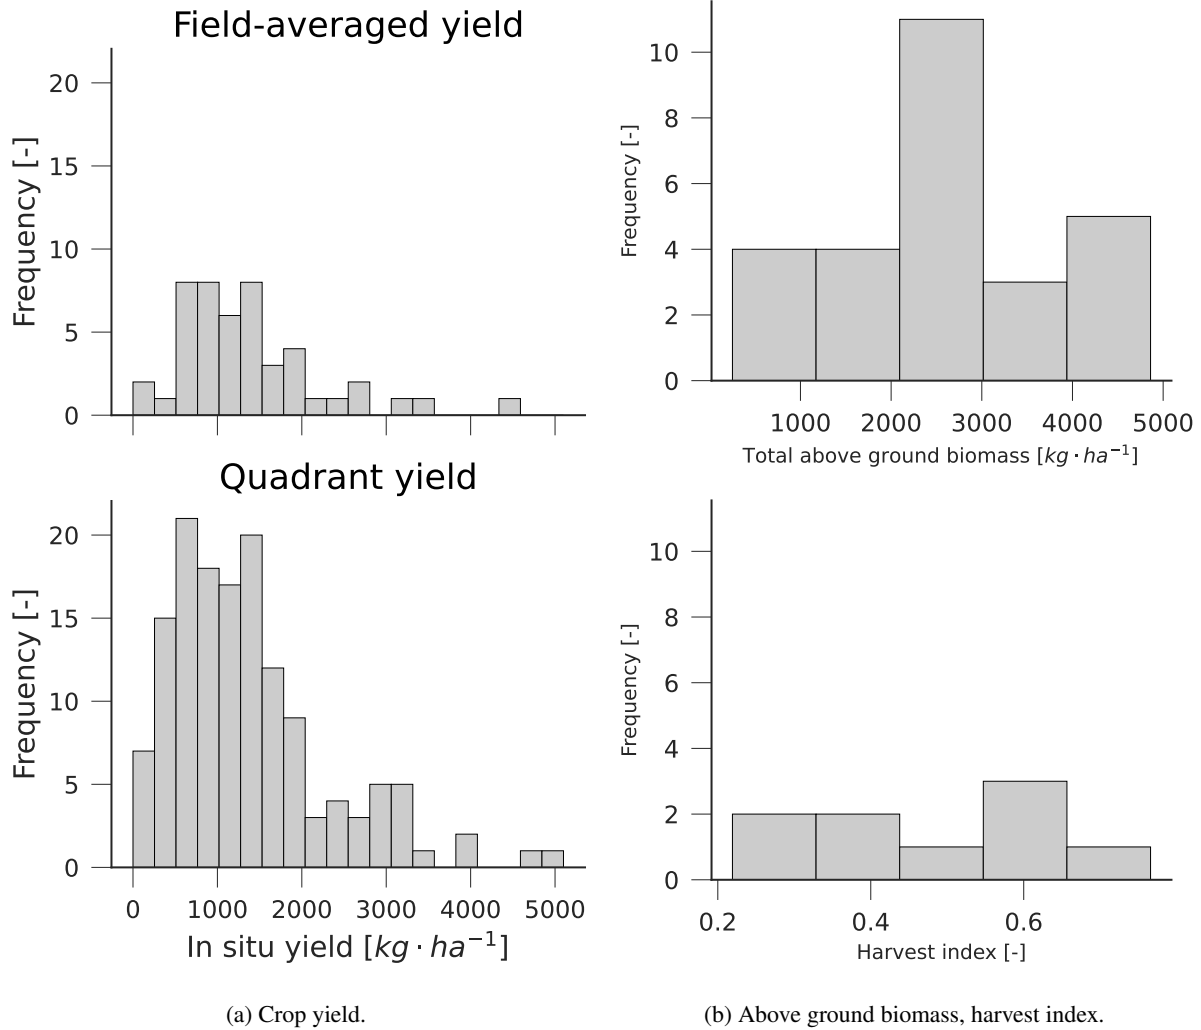 Field-averaged yield
20
15
10
5
0
Frequency [-]
Quadrant yield
20
15
10
5
0
Frequency [-]
0 1000 2000 3000 4000 5000
In situ yield [kg · ha⁻¹]
(a) Crop yield.
10
8
6
4
2
0
Frequency [-]
1000 2000 3000 4000 5000
Total above ground biomass [kg · ha⁻¹]
10
8
6
4
2
0
Frequency [-]
0.2 0.4 0.6
Harvest index [-]
(b) Above ground biomass, harvest index.